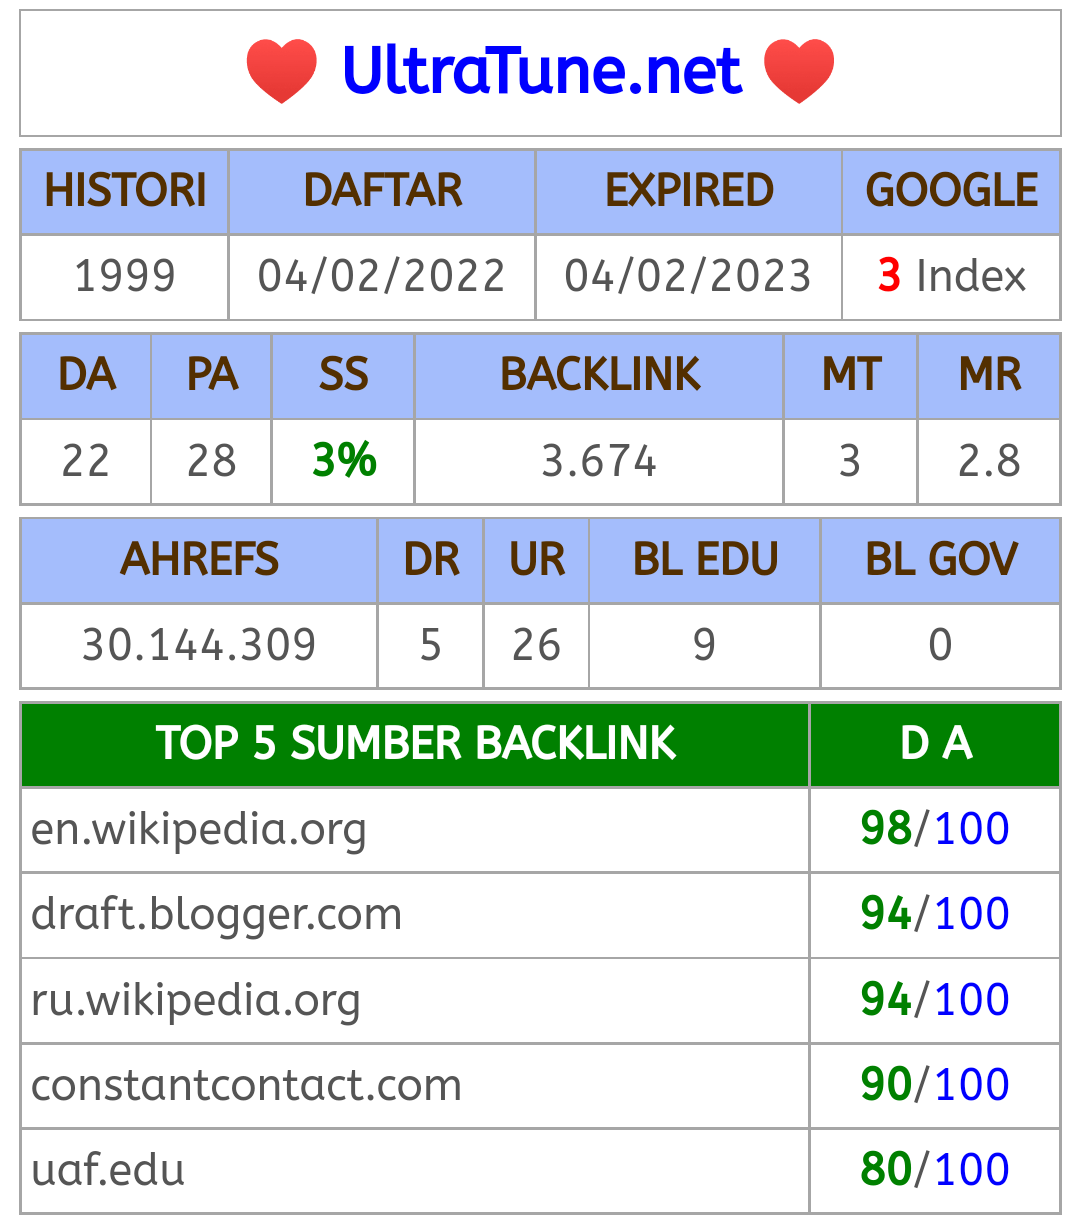 UltraTune.net
HISTORI DAFTAR EXPIRED GOOGLE
1999 04/02/2022 04/02/2023 3 Index
DA PA SS BACKLINK MT MR
22 28 3% 3.674 3 2.8
AHREFS DR UR BL EDU BL GOV
30.144.309 5 26 9 0
TOP 5 SUMBER BACKLINK D A
en.wikipedia.org 98/100
draft.blogger.com 94/100
ru.wikipedia.org 94/100
constantcontact.com 90/100
uaf.edu 80/100